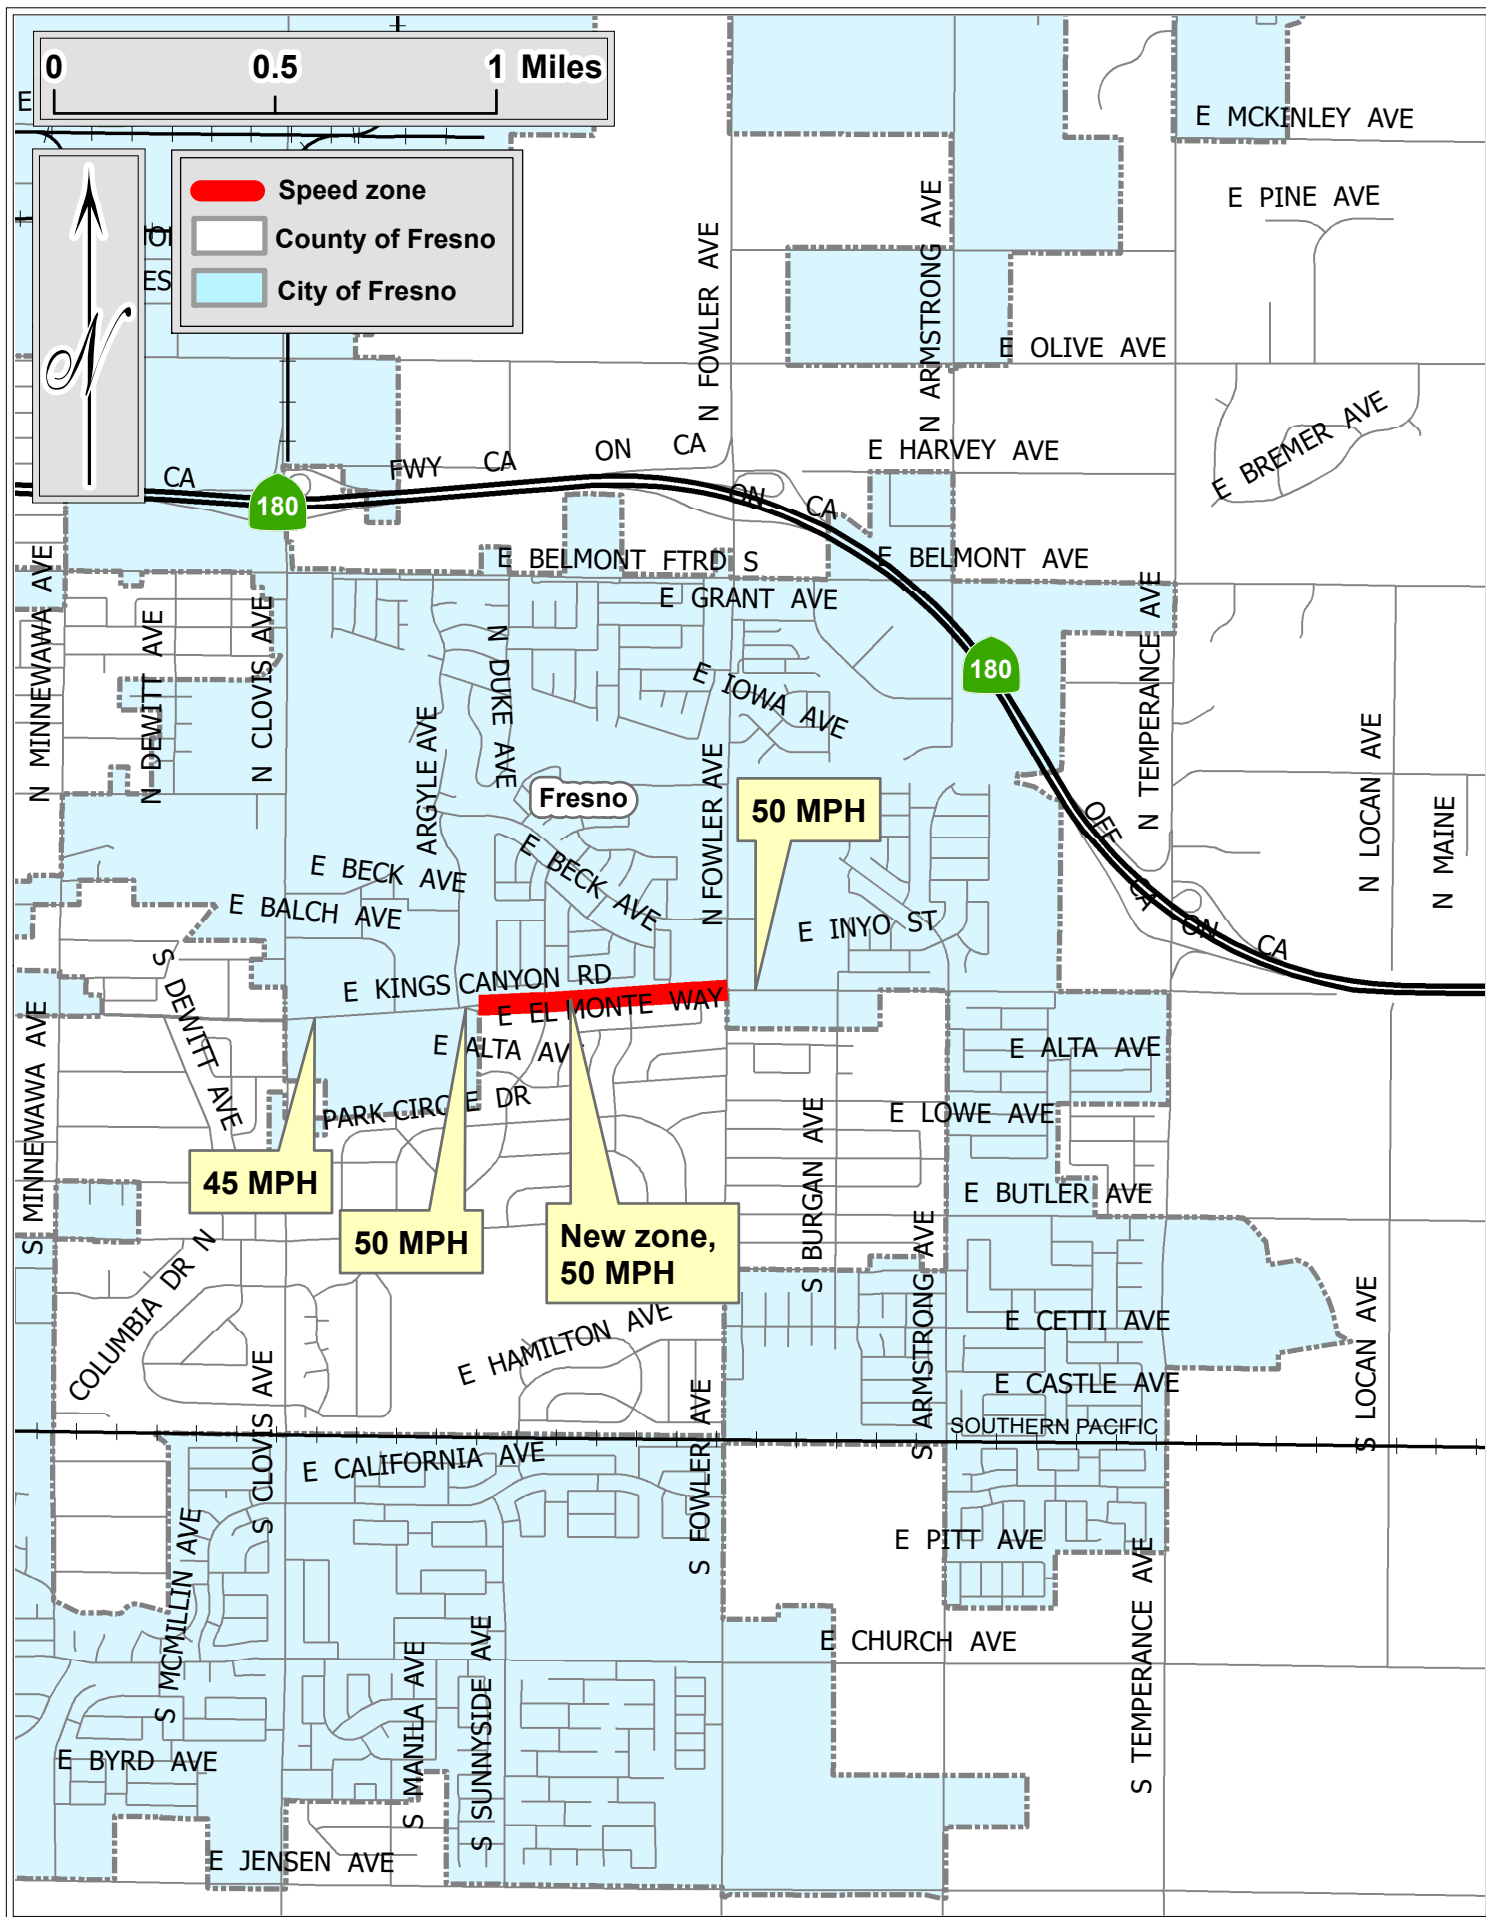 0 0.5 1 Miles
E
E MCKINLEY AVE
Speed zone
County of Fresno
City of Fresno
N
E PINE AVE
N FOWLER AVE
N ARMSTRONG AVE
E OLIVE AVE
E BREMER AVE
E HARVEY AVE
CA
FWY CA ON CA
180
ON CA
E BELMONT FTRD S
E BELMONT AVE
E GRANT AVE
N MINNEWAWA AVE
N DEWITT AVE
N CLOVIS AVE
ARGYLE AVE
N DUKE AVE
E IOWA AVE
180
N TEMPERANCE AVE
N LOCAN AVE
N MAINE
Fresno
N FOWLER AVE
50 MPH
OFF CA ON CA
E BECK AVE
E BECK AVE
E BALCH AVE
E INYO ST
S DEWITT AVE
E KINGS CANYON RD
E EL MONTE WAY
E ALTA AVE
E ALTA AVE
S MINNEWAWA AVE
PARK CIRCLE DR
E LOWE AVE
45 MPH
50 MPH
New zone,
50 MPH
S BURGAN AVE
E BUTLER AVE
COLUMBIA DR N
E HAMILTON AVE
S ARMSTRONG AVE
E CETTI AVE
E CASTLE AVE
S LOCAN AVE
SOUTHERN PACIFIC
S CLOVIS AVE
E CALIFORNIA AVE
S FOWLER AVE
E PITT AVE
S MCMILLIN AVE
S MANILA AVE
S SUNNYSIDE AVE
E CHURCH AVE
S TEMPERANCE AVE
E BYRD AVE
E JENSEN AVE